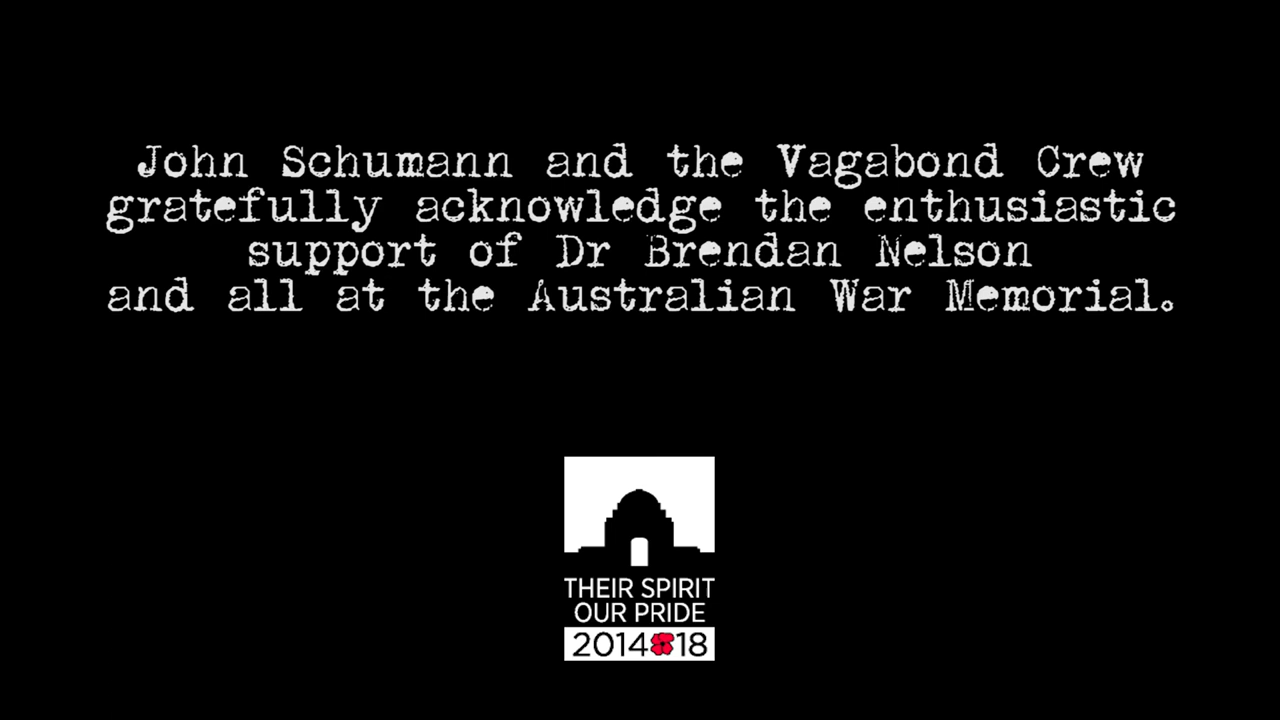 John Schumann and the Vagabond Crew
gratefully acknowledge the enthusiastic
support of Dr Brendan Nelson
and all at the Australian War Memorial.
THEIR SPIRIT
OUR PRIDE
2014 18